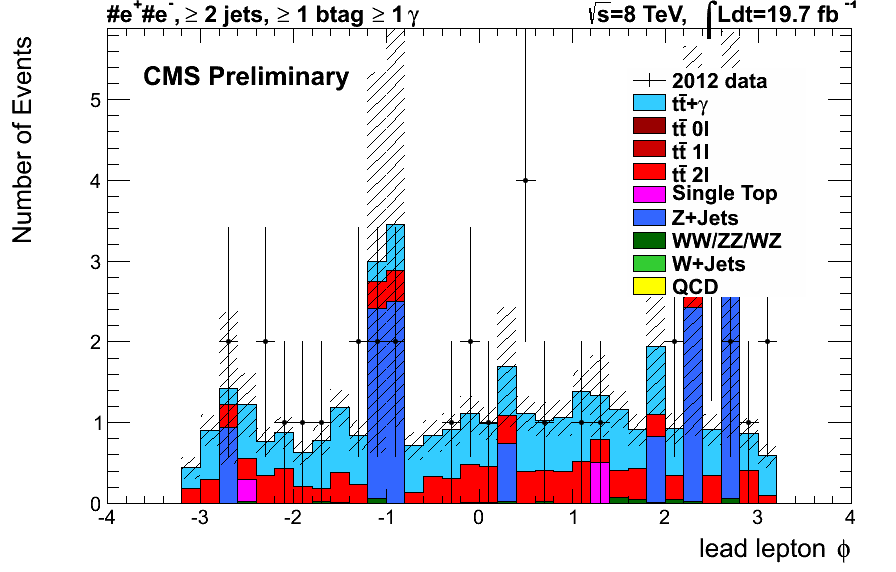 #e⁺#e⁻, ≥ 2 jets, ≥ 1 btag ≥ 1 γ
√s=8 TeV, ∫Ldt=19.7 fb⁻¹
Number of Events
CMS Preliminary
2012 data
tt̄+γ
tt̄ 0l
tt̄ 1l
tt̄ 2l
Single Top
Z+Jets
WW/ZZ/WZ
W+Jets
QCD
5
4
3
2
1
0
-4 -3 -2 -1 0 1 2 3 4
lead lepton ϕ